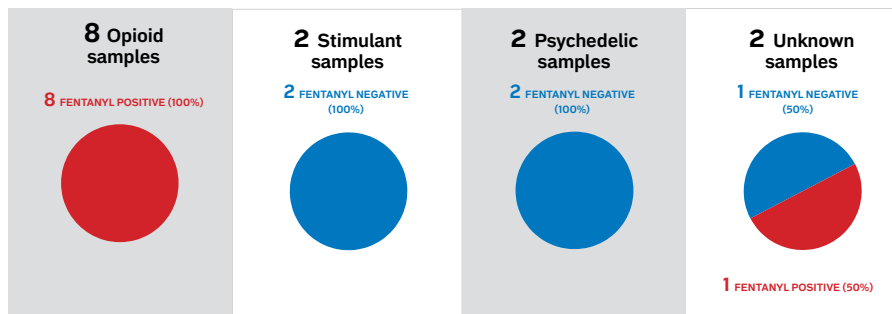 8 Opioid
samples
8 FENTANYL POSITIVE (100%)
2 Stimulant
samples
2 FENTANYL NEGATIVE
(100%)
2 Psychedelic
samples
2 FENTANYL NEGATIVE
(100%)
2 Unknown
samples
1 FENTANYL NEGATIVE
(50%)
1 FENTANYL POSITIVE (50%)